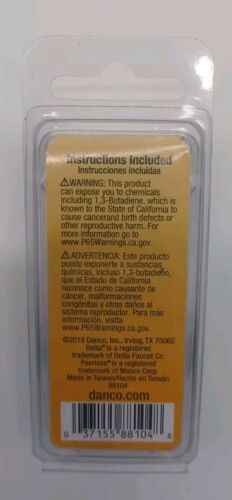 Instructions Included
Instrucciones incluidas
⚠WARNING: This product
can expose you to chemicals
including 1,3-Butadiene, which is
known to the State of California to
cause cancerand birth defects or
other reproductive harm. For
more information go to
www.P65Warnings.ca.gov.
⚠ADVERTENCIA: Este producto
puede exponerte a sustancias
químicas, incluso 1,3-butadieno,
que el Estado de California
reconoce como causante de
cáncer, malformaciones
congénitas y otros daños al
sistema reproductor. Para más
información, visita
www.P65Warnings.ca.gov.
©2018 Danco, Inc., Irving, TX 75062
Delta® is a registered
trademark of Delta Faucet Co.
Peerless® is a registered
trademark of Masco Corp.
Made in Taiwan/Hecho en Taiwán
88104
danco.com
0 37155 88104 8